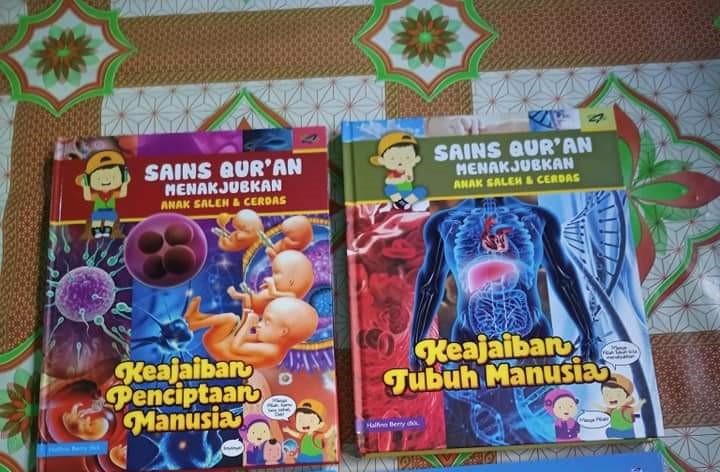 SAINS QUR'AN
MENAKJUBKAN
ANAK SALEH & CERDAS
Keajaiban
Penciptaan
Manusia
Halfino Berry dkk.
SAINS QUR'AN
MENAKJUBKAN
ANAK SALEH & CERDAS
Keajaiban
Tubuh Manusia
Halfino Berry dkk.